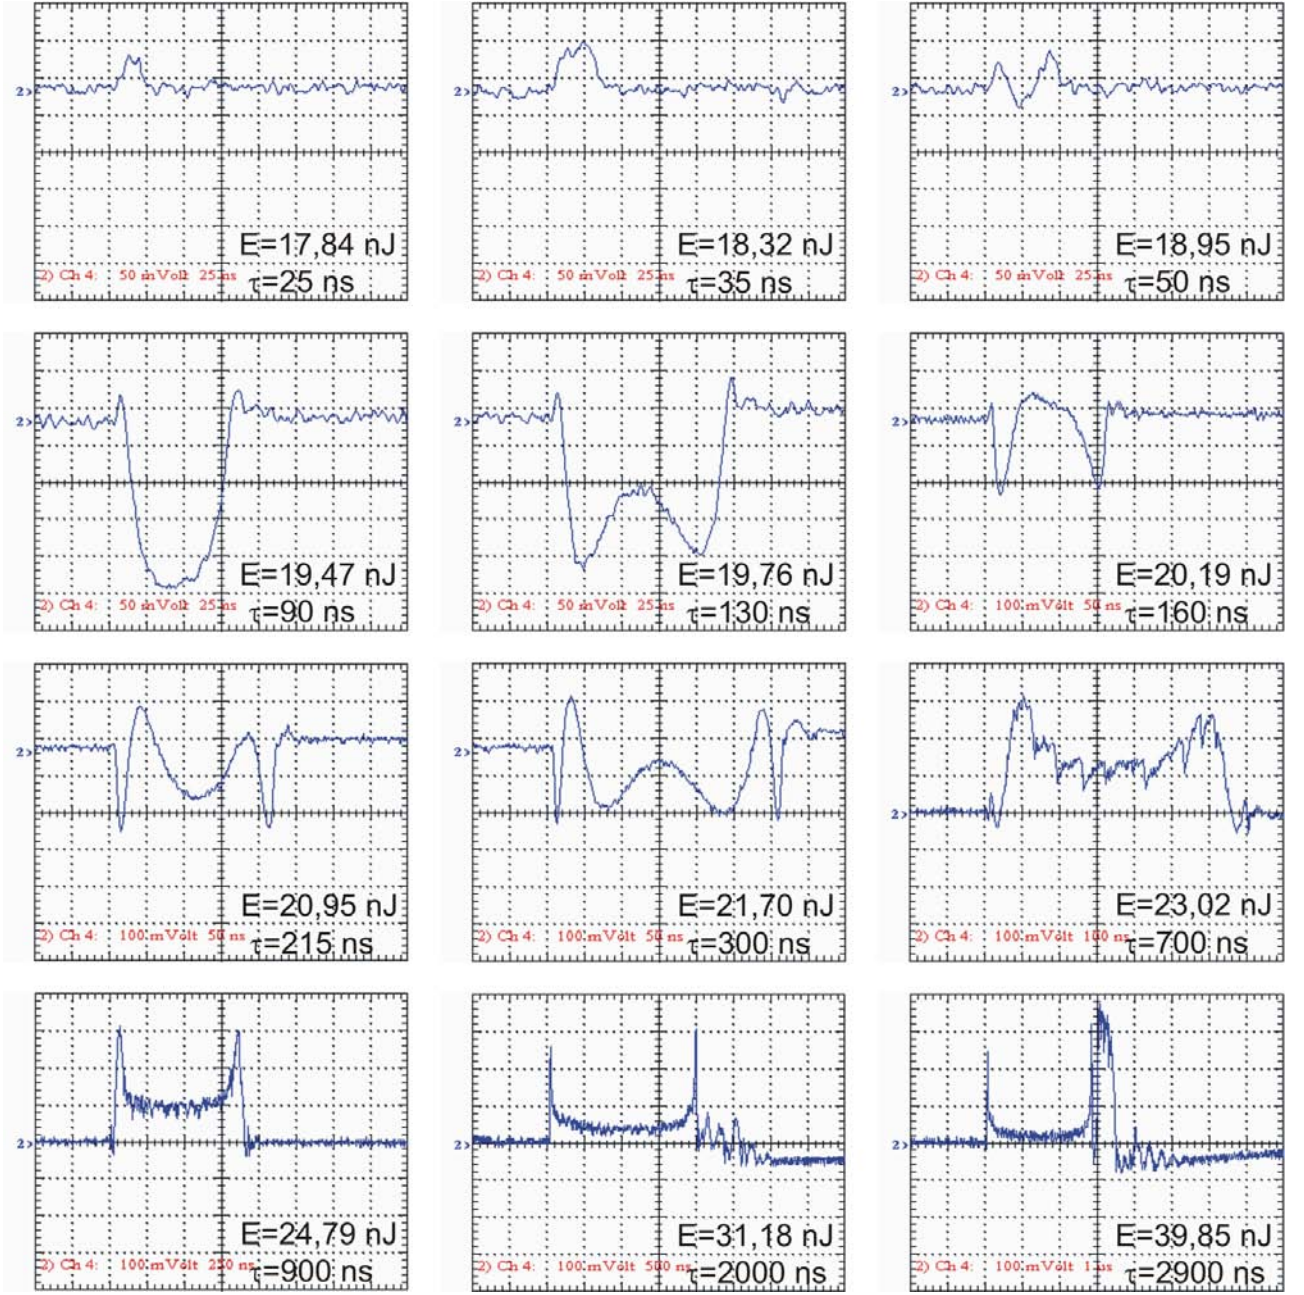 2>
E=17,84 nJ
2) Ch 4: 50 mVolt 25 ns
τ=25 ns
2>
E=18,32 nJ
2) Ch 4: 50 mVolt 25 ns
τ=35 ns
2>
E=18,95 nJ
2) Ch 4: 50 mVolt 25 ns
τ=50 ns
2>
E=19,47 nJ
2) Ch 4: 50 mVolt 25 ns
τ=90 ns
2>
E=19,76 nJ
2) Ch 4: 50 mVolt 25 ns
τ=130 ns
2>
E=20,19 nJ
2) Ch 4: 100 mVolt 50 ns
τ=160 ns
2>
E=20,95 nJ
2) Ch 4: 100 mVolt 50 ns
τ=215 ns
2>
E=21,70 nJ
2) Ch 4: 100 mVolt 50 ns
τ=300 ns
2>
E=23,02 nJ
2) Ch 4: 100 mVolt 100 ns
τ=700 ns
2>
E=24,79 nJ
2) Ch 4: 100 mVolt 250 ns
τ=900 ns
2>
E=31,18 nJ
2) Ch 4: 100 mVolt 500 ns
τ=2000 ns
2>
E=39,85 nJ
2) Ch 4: 100 mVolt 1 us
τ=2900 ns